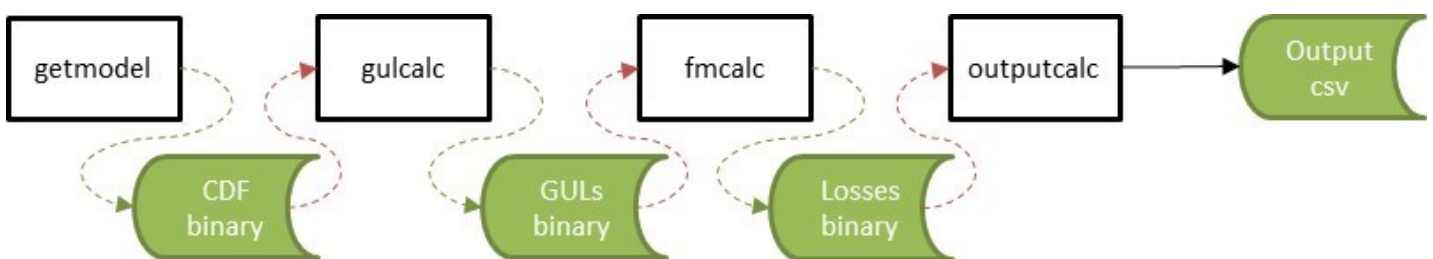 getmodel
gulcalc
fmcalc
outputcalc
Output
csv
CDF
binary
GULs
binary
Losses
binary